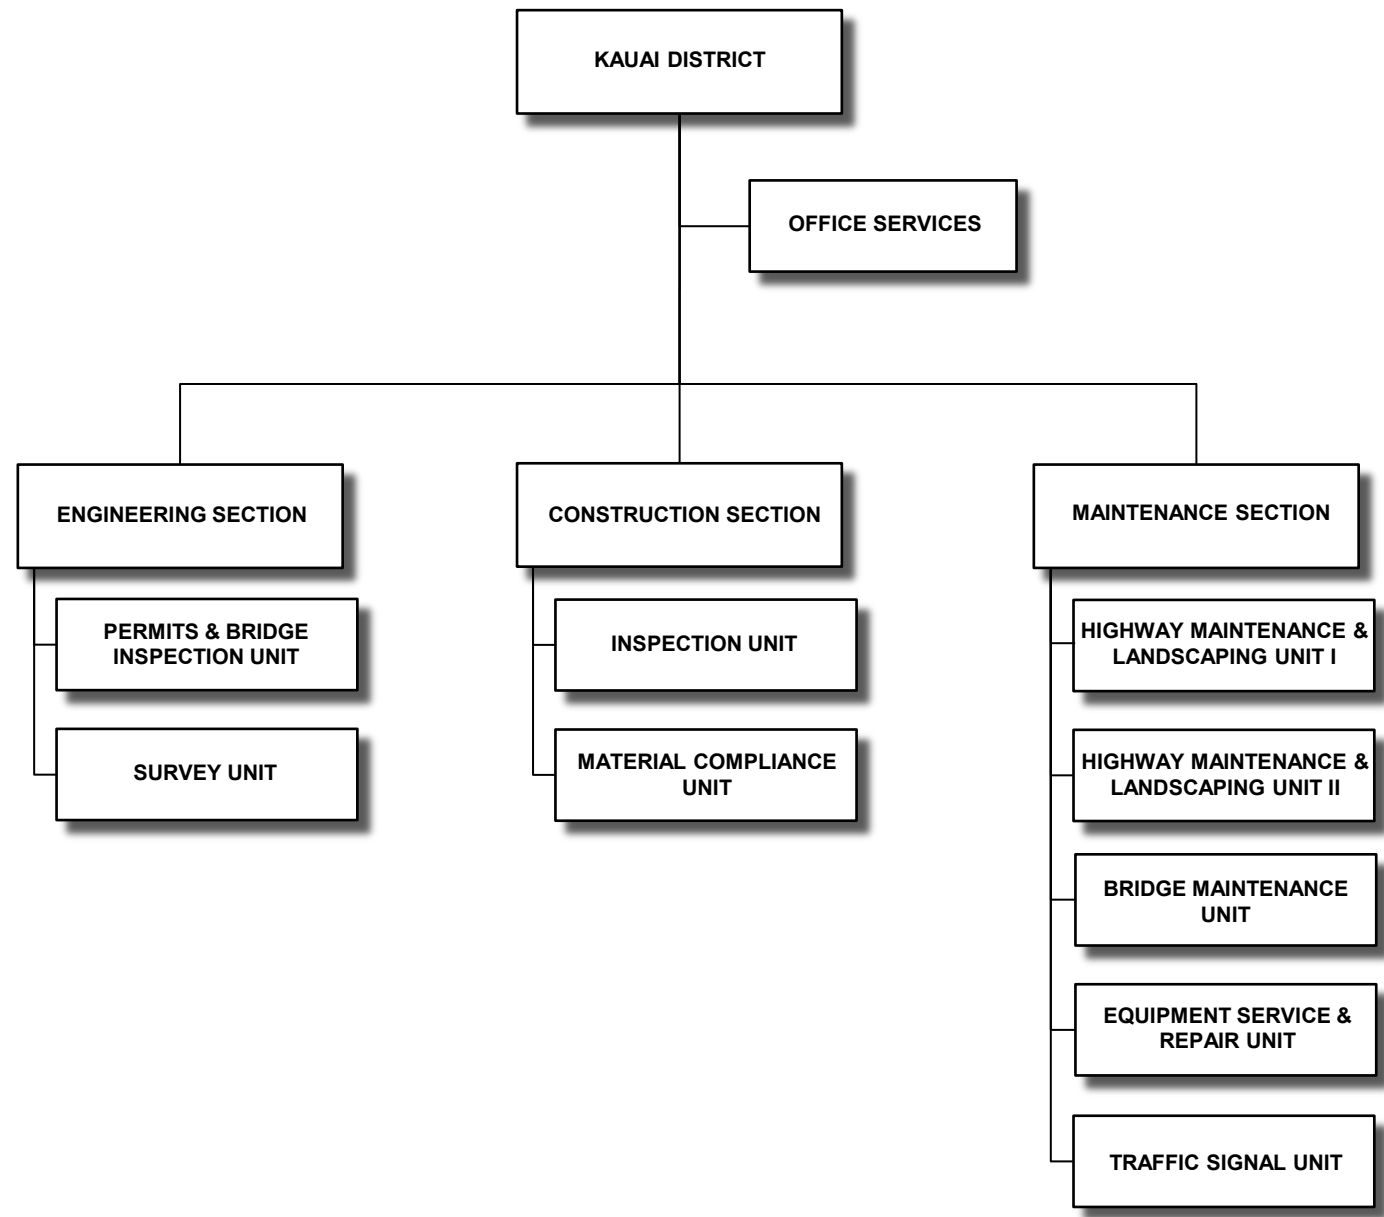 KAUAI DISTRICT
OFFICE SERVICES
ENGINEERING SECTION
PERMITS & BRIDGE
INSPECTION UNIT
SURVEY UNIT
CONSTRUCTION SECTION
INSPECTION UNIT
MATERIAL COMPLIANCE
UNIT
MAINTENANCE SECTION
HIGHWAY MAINTENANCE &
LANDSCAPING UNIT I
HIGHWAY MAINTENANCE &
LANDSCAPING UNIT II
BRIDGE MAINTENANCE
UNIT
EQUIPMENT SERVICE &
REPAIR UNIT
TRAFFIC SIGNAL UNIT